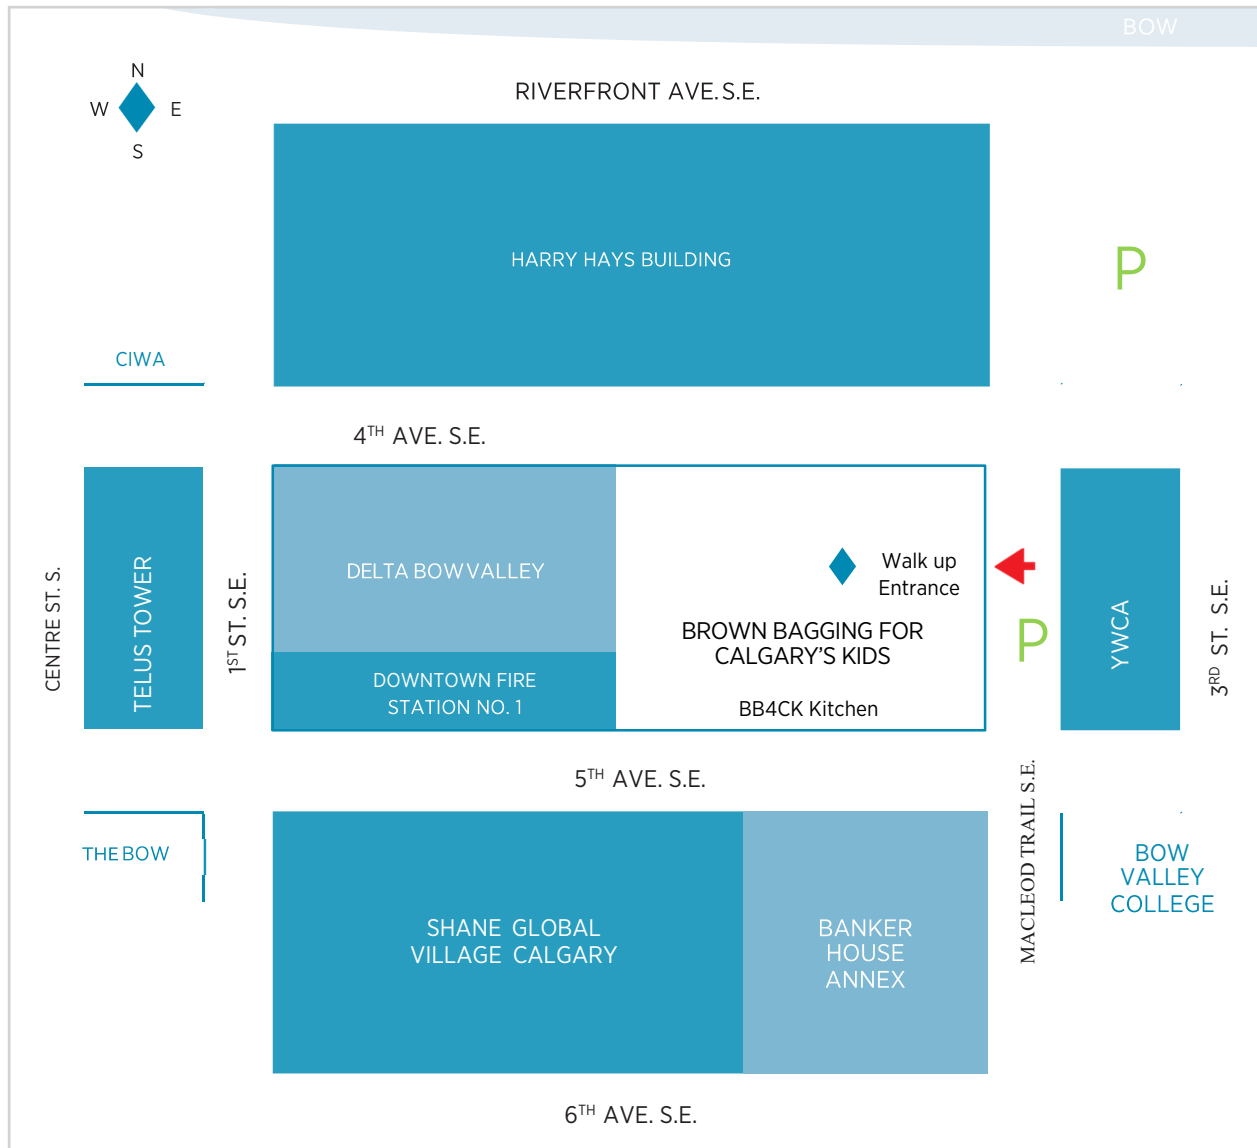 BOW
N
W E
S
RIVERFRONT AVE. S.E.
HARRY HAYS BUILDING
P
CIWA
4TH AVE. S.E.
CENTRE ST. S.
TELUS TOWER
1ST ST. S.E.
DELTA BOW VALLEY
DOWNTOWN FIRE
STATION NO. 1
Walk up
Entrance
BROWN BAGGING FOR
CALGARY'S KIDS
BB4CK Kitchen
P
YWCA
3RD ST. S.E.
5TH AVE. S.E.
MACLEOD TRAIL S.E.
THE BOW
SHANE GLOBAL
VILLAGE CALGARY
BANKER
HOUSE
ANNEX
BOW
VALLEY
COLLEGE
6TH AVE. S.E.